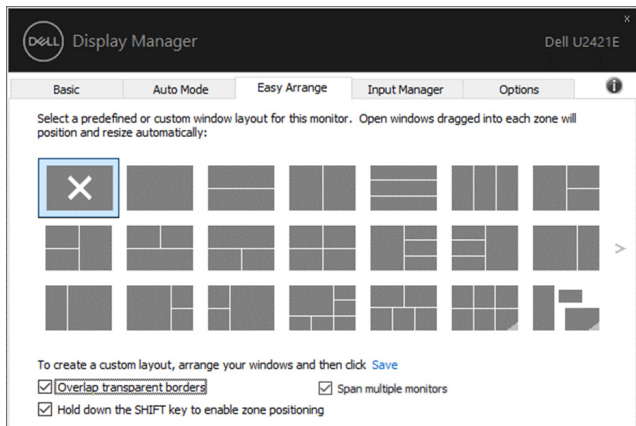 x
DELL Display Manager
Dell U2421E
Basic Auto Mode Easy Arrange Input Manager Options i
Select a predefined or custom window layout for this monitor. Open windows dragged into each zone will
position and resize automatically:
>
To create a custom layout, arrange your windows and then click Save
Overlap transparent borders Span multiple monitors
Hold down the SHIFT key to enable zone positioning